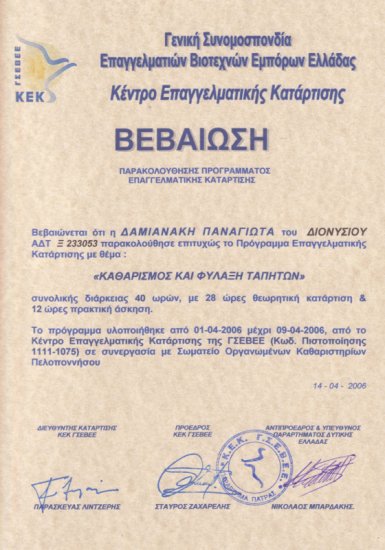 ΓΣΕΒΕΕ
ΚΕΚ
Γενική Συνομοσπονδία
Επαγγελματιών Βιοτεχνών Εμπόρων Ελλάδας
Κέντρο Επαγγελματικής Κατάρτισης
ΒΕΒΑΙΩΣΗ
ΠΑΡΑΚΟΛΟΥΘΗΣΗΣ ΠΡΟΓΡΑΜΜΑΤΟΣ
ΕΠΑΓΓΕΛΜΑΤΙΚΗΣ ΚΑΤΑΡΤΙΣΗΣ
Βεβαιώνεται ότι η ΔΑΜΙΑΝΑΚΗ ΠΑΝΑΓΙΩΤΑ του ΔΙΟΝΥΣΙΟΥ
ΑΔΤ Ξ 233053 παρακολούθησε επιτυχώς το Πρόγραμμα Επαγγελματικής
Κατάρτισης με θέμα :
«ΚΑΘΑΡΙΣΜΟΣ ΚΑΙ ΦΥΛΑΞΗ ΤΑΠΗΤΩΝ»
συνολικής διάρκειας 40 ωρών, με 28 ώρες θεωρητική κατάρτιση &
12 ώρες πρακτική άσκηση.
Το πρόγραμμα υλοποιήθηκε από 01-04-2006 μέχρι 09-04-2006, από το
Κέντρο Επαγγελματικής Κατάρτισης της ΓΣΕΒΕΕ (Κωδ. Πιστοποίησης
1111-1075) σε συνεργασία με Σωματείο Οργανωμένων Καθαριστηρίων
Πελοποννήσου
14 - 04 - 2006
ΔΙΕΥΘΥΝΤΗΣ ΚΑΤΑΡΤΙΣΗΣ
ΚΕΚ ΓΣΕΒΕΕ
ΠΡΟΕΔΡΟΣ
ΚΕΚ ΓΣΕΒΕΕ
ΑΝΤΙΠΡΟΕΔΡΟΣ & ΥΠΕΥΘΥΝΟΣ
ΠΑΡΑΡΤΗΜΑΤΟΣ ΔΥΤΙΚΗΣ
ΕΛΛΑΔΑΣ
Κ.Ε.Κ. Γ.Σ.Ε.Β.Ε.Ε.
ΠΑΤΡΑΣ
ΠΑΡΑΣΚΕΥΑΣ ΛΙΝΤΖΕΡΗΣ
ΣΤΑΥΡΟΣ ΖΑΧΑΡΕΛΗΣ
ΝΙΚΟΛΑΟΣ ΜΠΑΡΔΑΚΗΣ.